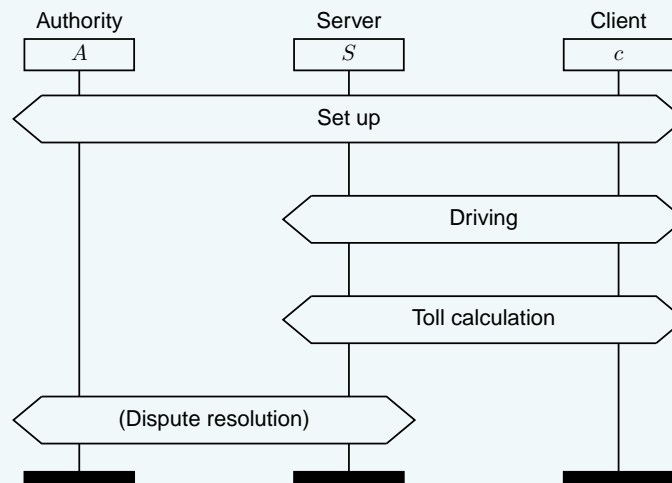 Authority Server Client
A S c
Set up
Driving
Toll calculation
(Dispute resolution)